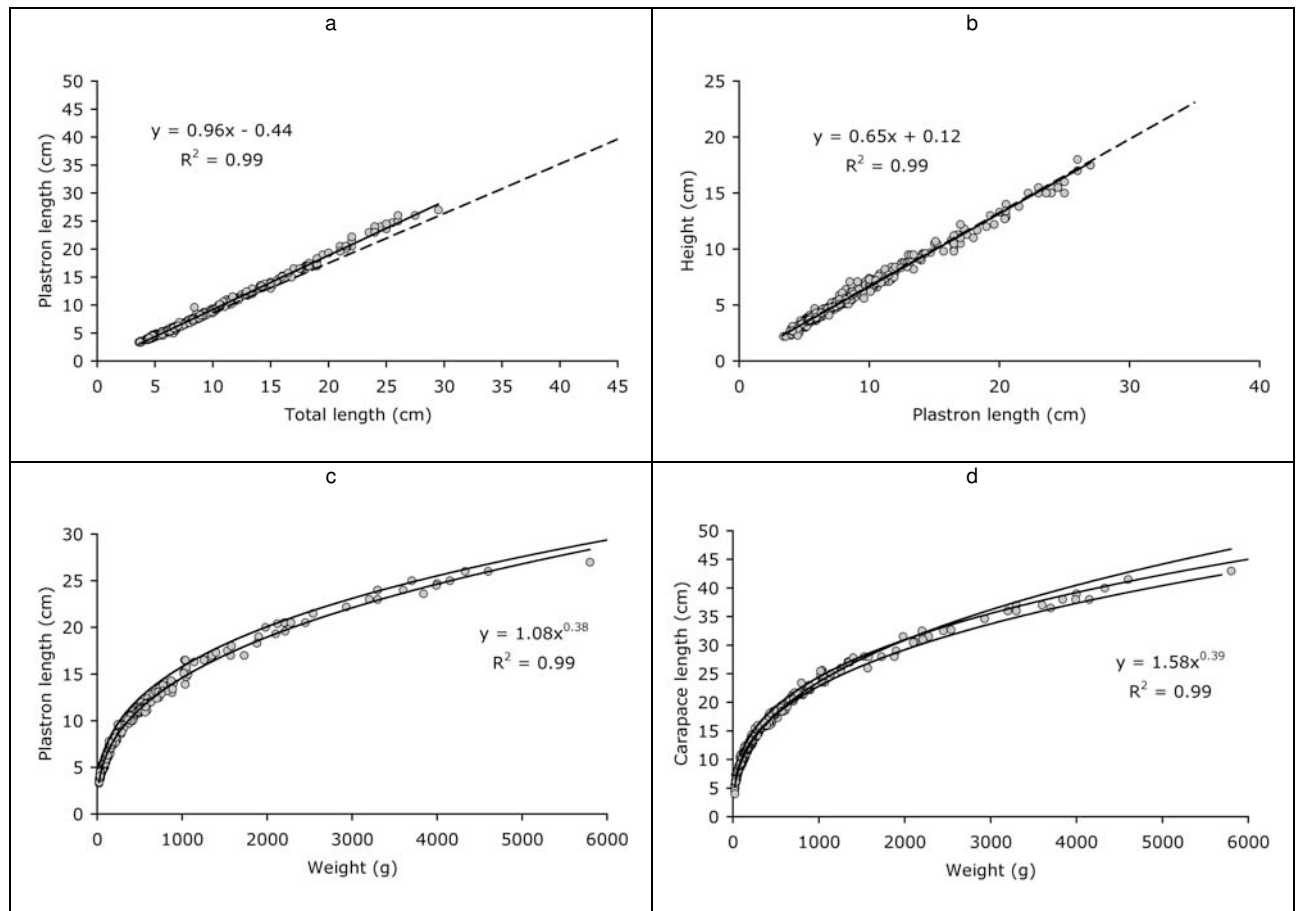 a
50
45
40
35
30
25
20
15
10
5
0
Plastron length (cm)
y = 0.96x - 0.44
R² = 0.99
0 5 10 15 20 25 30 35 40 45
Total length (cm)
b
25
20
15
10
5
0
Height (cm)
y = 0.65x + 0.12
R² = 0.99
0 10 20 30 40
Plastron length (cm)
c
30
25
20
15
10
5
0
Plastron length (cm)
y = 1.08x^0.38
R² = 0.99
0 1000 2000 3000 4000 5000 6000
Weight (g)
d
50
45
40
35
30
25
20
15
10
5
0
Carapace length (cm)
y = 1.58x^0.39
R² = 0.99
0 1000 2000 3000 4000 5000 6000
Weight (g)